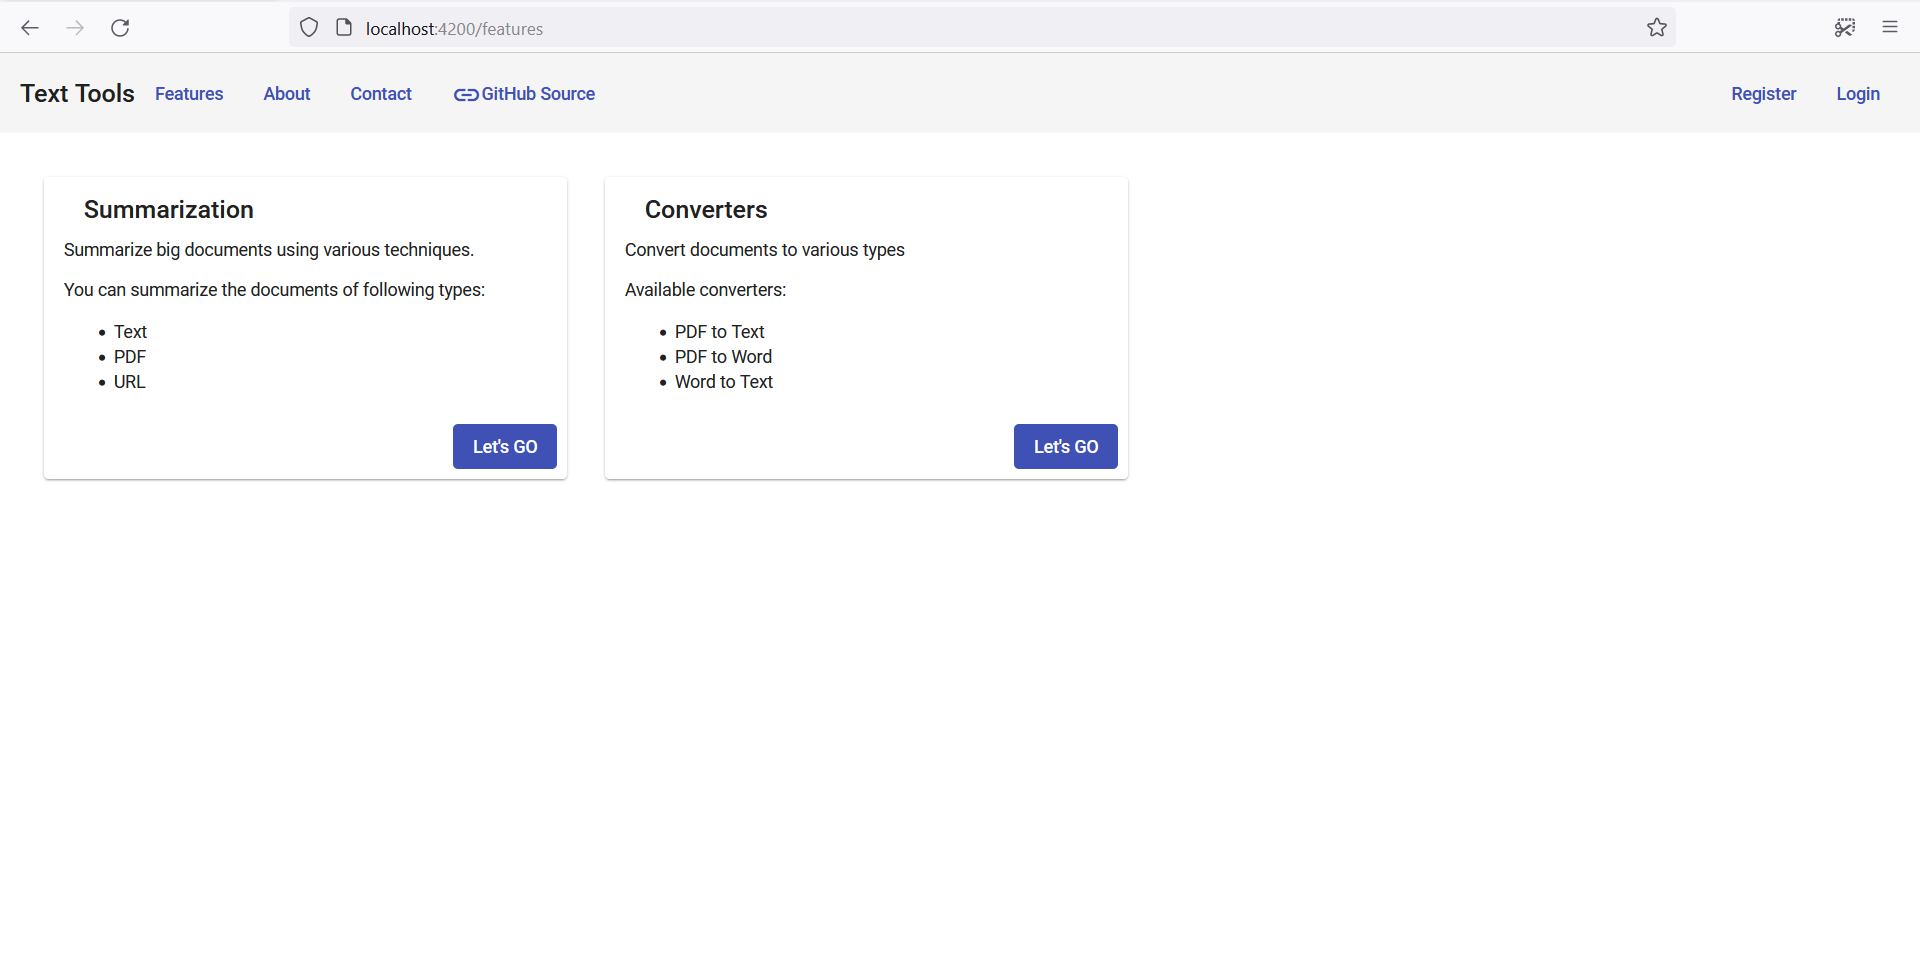 localhost:4200/features
Text Tools Features About Contact GitHub Source Register Login
Summarization
Summarize big documents using various techniques.
You can summarize the documents of following types:
• Text
• PDF
• URL
Let's GO
Converters
Convert documents to various types
Available converters:
• PDF to Text
• PDF to Word
• Word to Text
Let's GO